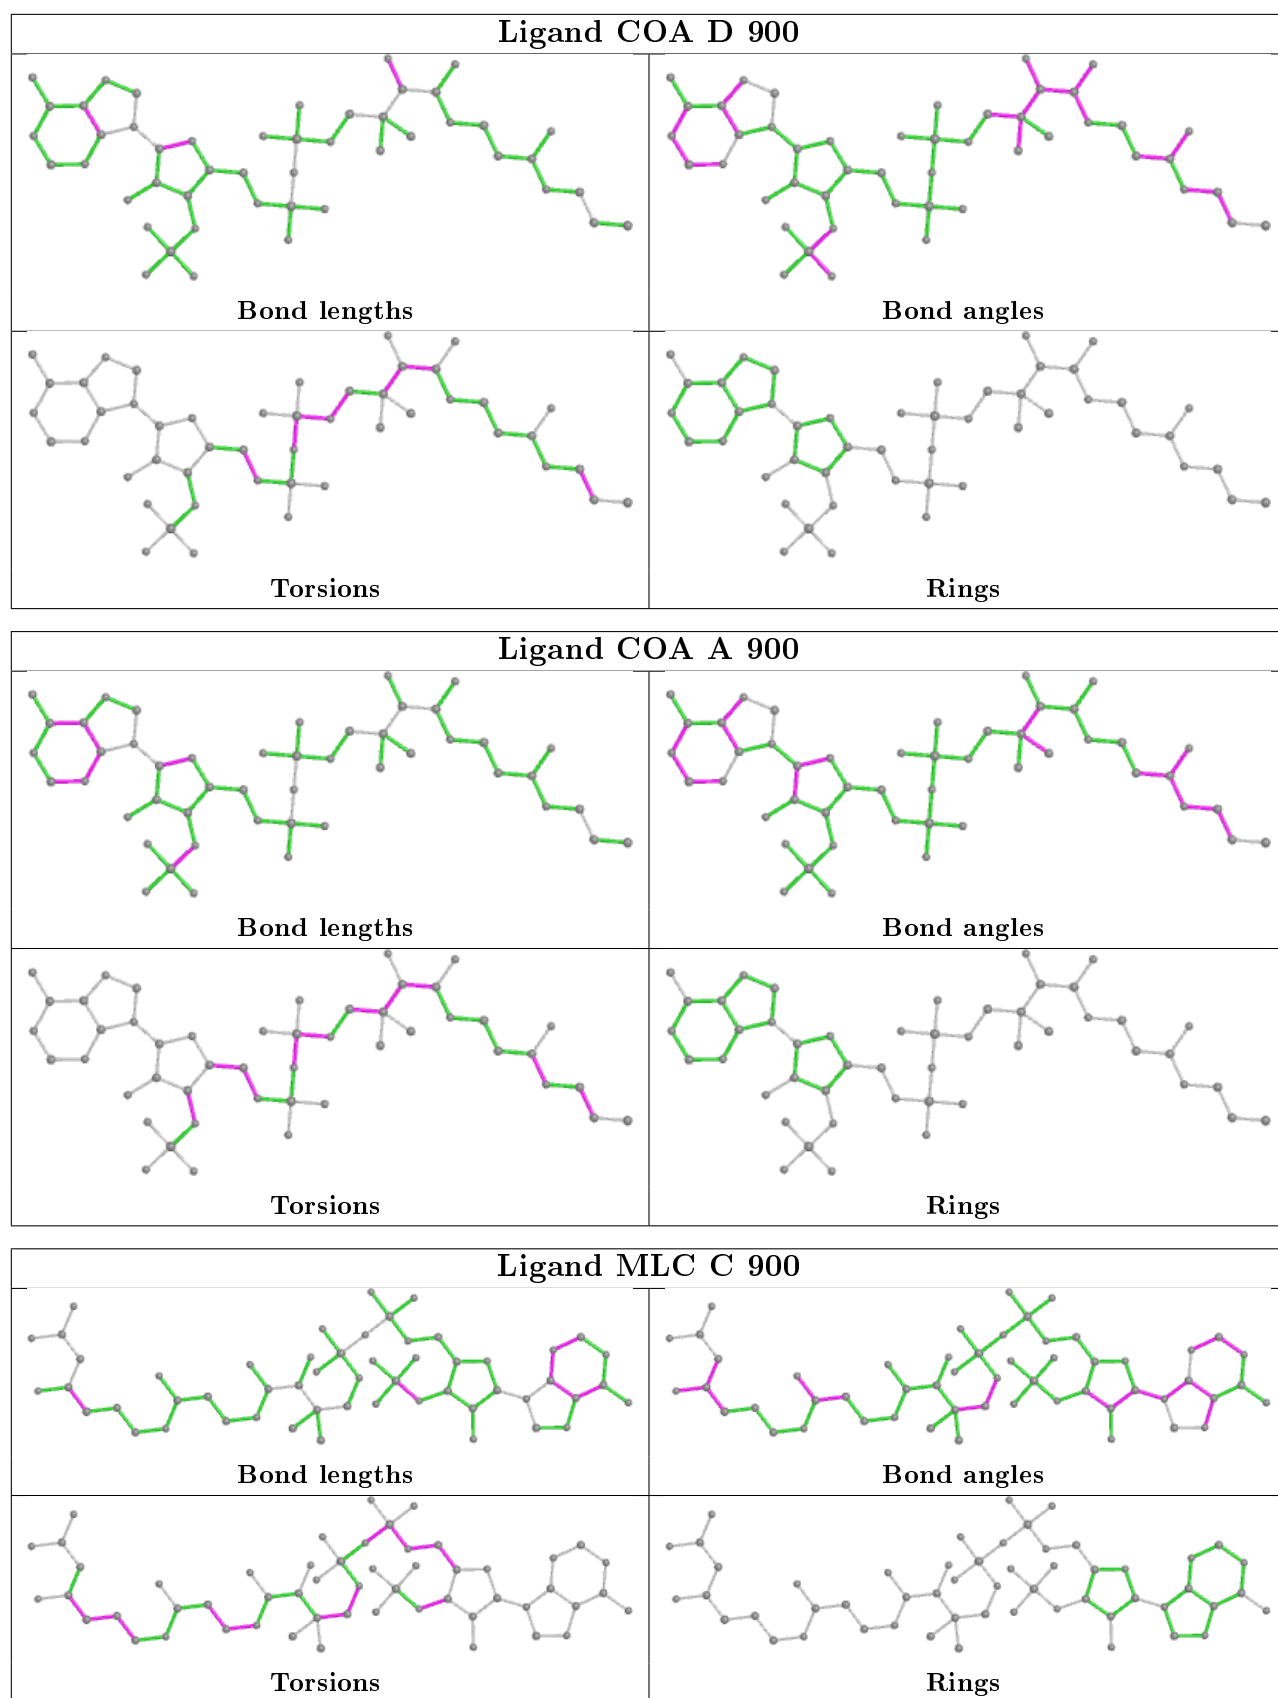 Ligand COA D 900
Bond lengths
Bond angles
Torsions
Rings
Ligand COA A 900
Bond lengths
Bond angles
Torsions
Rings
Ligand MLC C 900
Bond lengths
Bond angles
Torsions
Rings